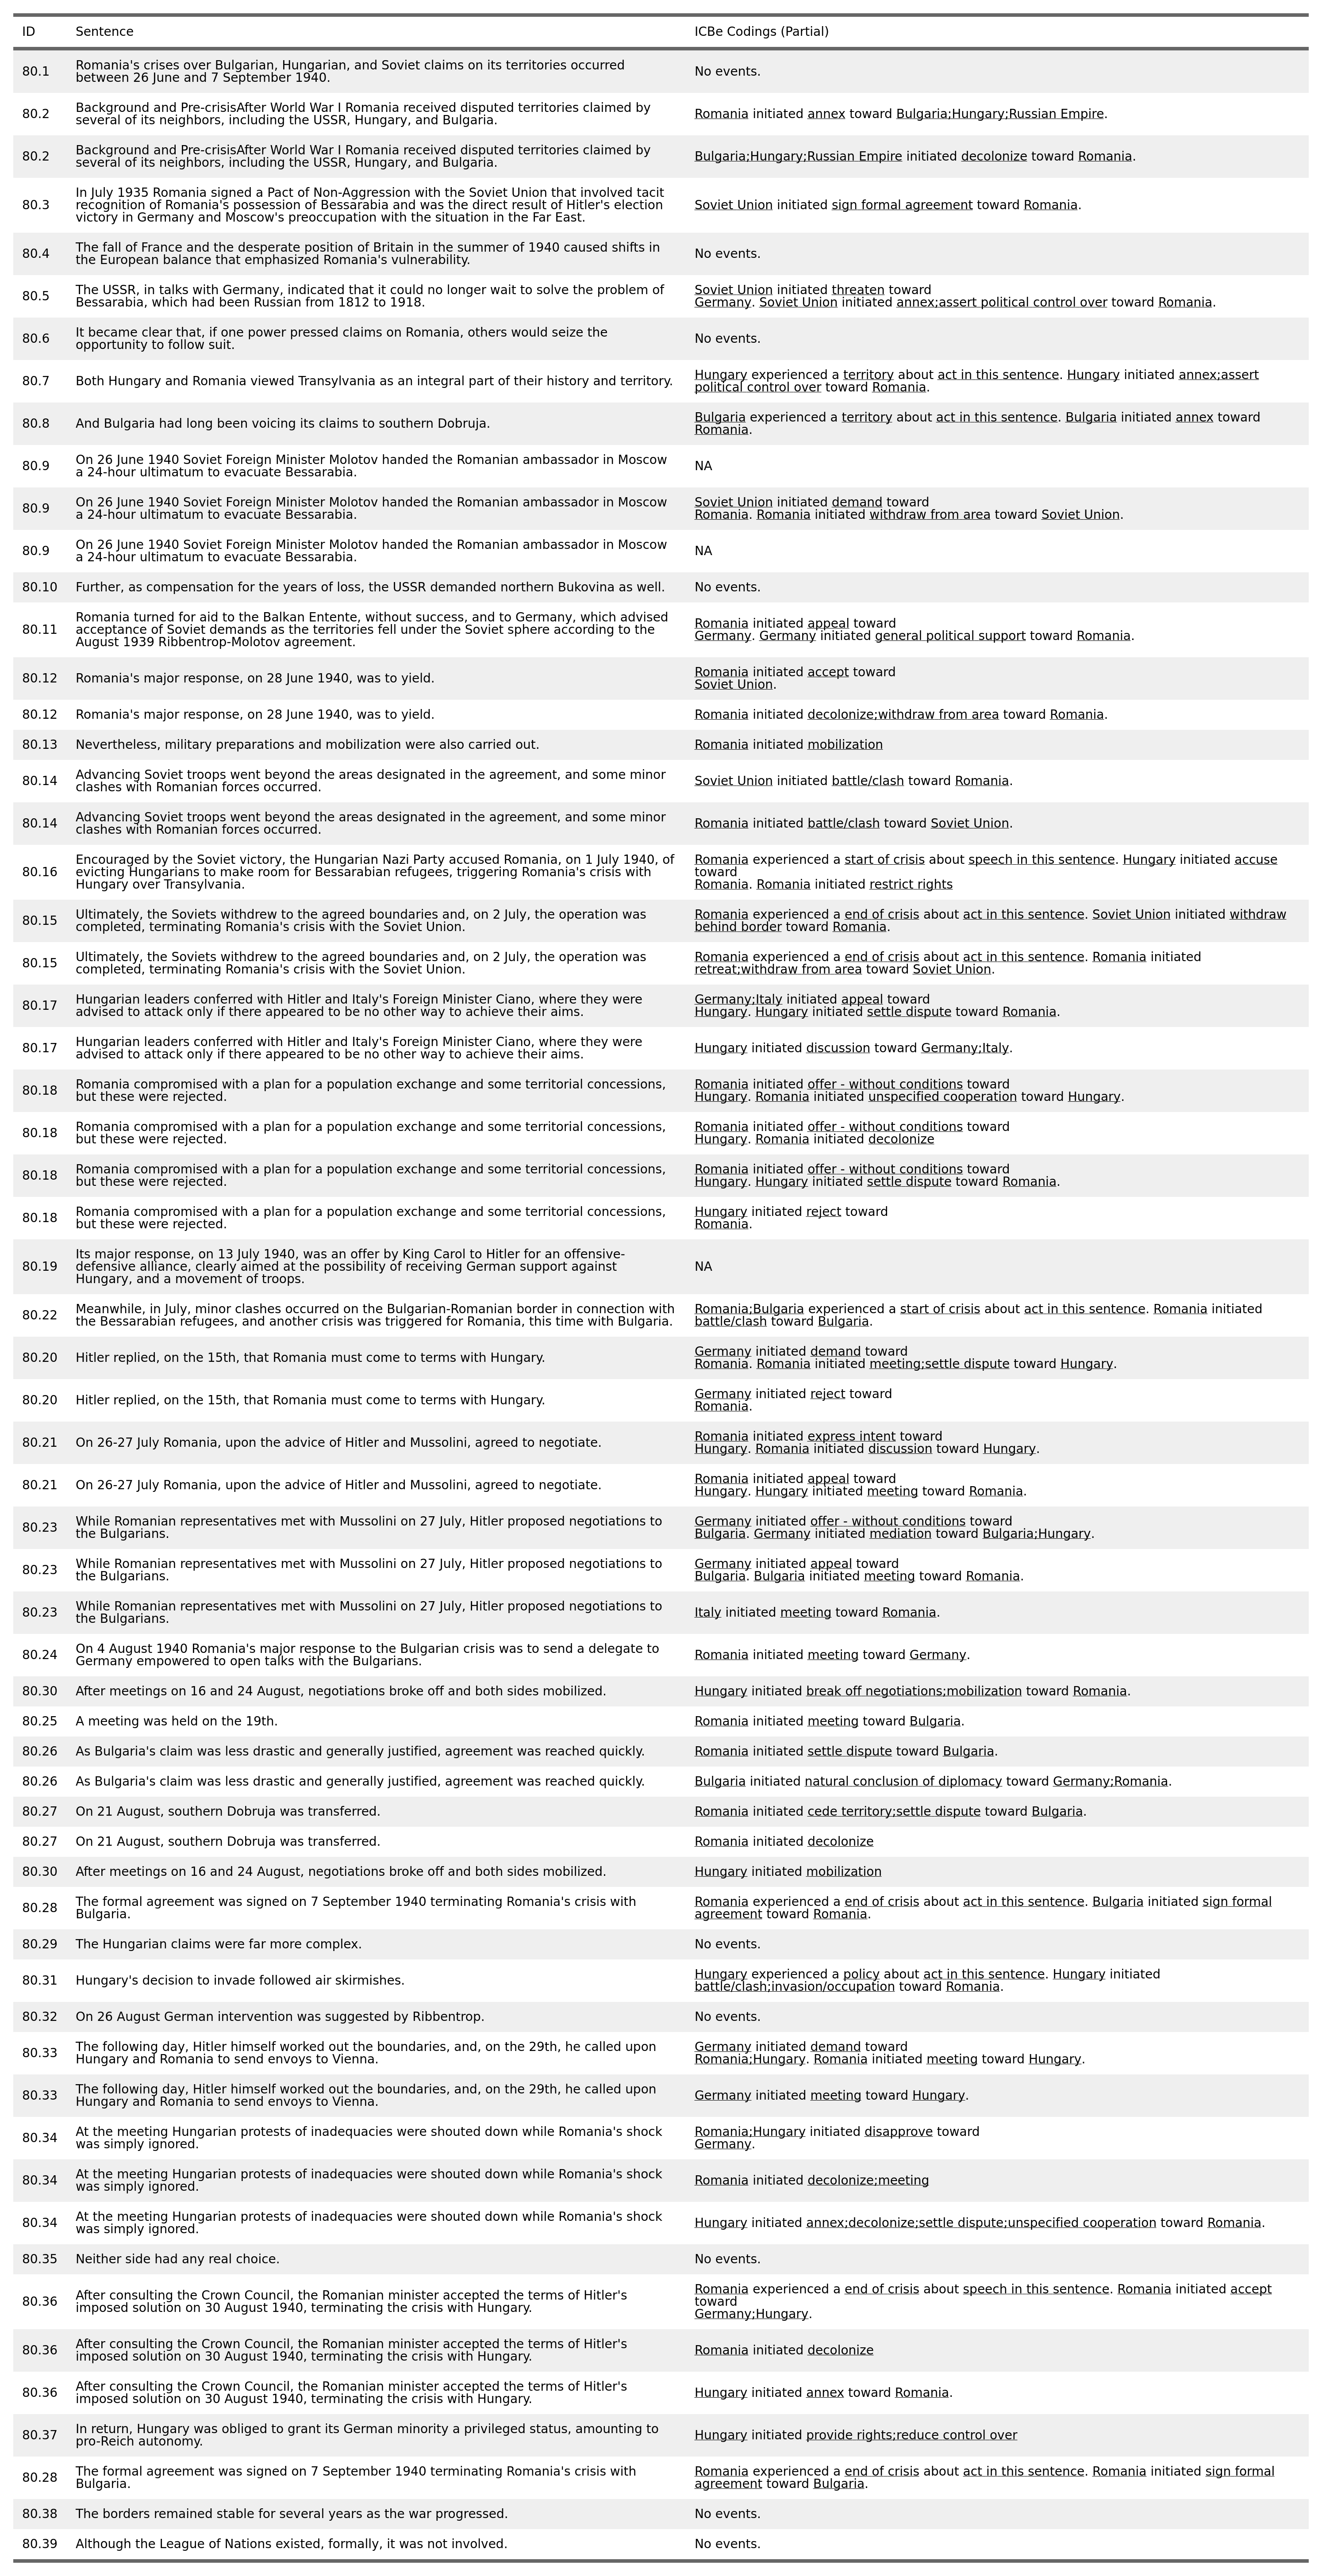 ID Sentence ICBe Codings (Partial)
80.1 Romania's crises over Bulgarian, Hungarian, and Soviet claims on its territories occurred
between 26 June and 7 September 1940. No events.
80.2 Background and Pre-crisisAfter World War I Romania received disputed territories claimed by
several of its neighbors, including the USSR, Hungary, and Bulgaria. Romania initiated annex toward Bulgaria;Hungary;Russian Empire.
80.2 Background and Pre-crisisAfter World War I Romania received disputed territories claimed by
several of its neighbors, including the USSR, Hungary, and Bulgaria. Bulgaria;Hungary;Russian Empire initiated decolonize toward Romania.
80.3 In July 1935 Romania signed a Pact of Non-Aggression with the Soviet Union that involved tacit
recognition of Romania's possession of Bessarabia and was the direct result of Hitler's election
victory in Germany and Moscow's preoccupation with the situation in the Far East. Soviet Union initiated sign formal agreement toward Romania.
80.4 The fall of France and the desperate position of Britain in the summer of 1940 caused shifts in
the European balance that emphasized Romania's vulnerability. No events.
80.5 The USSR, in talks with Germany, indicated that it could no longer wait to solve the problem of
Bessarabia, which had been Russian from 1812 to 1918. Soviet Union initiated threaten toward
Germany. Soviet Union initiated annex;assert political control over toward Romania.
80.6 It became clear that, if one power pressed claims on Romania, others would seize the
opportunity to follow suit. No events.
80.7 Both Hungary and Romania viewed Transylvania as an integral part of their history and territory. Hungary experienced a territory about act in this sentence. Hungary initiated annex;assert
political control over toward Romania.
80.8 And Bulgaria had long been voicing its claims to southern Dobruja. Bulgaria experienced a territory about act in this sentence. Bulgaria initiated annex toward
Romania.
80.9 On 26 June 1940 Soviet Foreign Minister Molotov handed the Romanian ambassador in Moscow
a 24-hour ultimatum to evacuate Bessarabia. NA
80.9 On 26 June 1940 Soviet Foreign Minister Molotov handed the Romanian ambassador in Moscow
a 24-hour ultimatum to evacuate Bessarabia. Soviet Union initiated demand toward
Romania. Romania initiated withdraw from area toward Soviet Union.
80.9 On 26 June 1940 Soviet Foreign Minister Molotov handed the Romanian ambassador in Moscow
a 24-hour ultimatum to evacuate Bessarabia. NA
80.10 Further, as compensation for the years of loss, the USSR demanded northern Bukovina as well. No events.
80.11 Romania turned for aid to the Balkan Entente, without success, and to Germany, which advised
acceptance of Soviet demands as the territories fell under the Soviet sphere according to the
August 1939 Ribbentrop-Molotov agreement. Romania initiated appeal toward
Germany. Germany initiated general political support toward Romania.
80.12 Romania's major response, on 28 June 1940, was to yield. Romania initiated accept toward
Soviet Union.
80.12 Romania's major response, on 28 June 1940, was to yield. Romania initiated decolonize;withdraw from area toward Romania.
80.13 Nevertheless, military preparations and mobilization were also carried out. Romania initiated mobilization
80.14 Advancing Soviet troops went beyond the areas designated in the agreement, and some minor
clashes with Romanian forces occurred. Soviet Union initiated battle/clash toward Romania.
80.14 Advancing Soviet troops went beyond the areas designated in the agreement, and some minor
clashes with Romanian forces occurred. Romania initiated battle/clash toward Soviet Union.
80.16 Encouraged by the Soviet victory, the Hungarian Nazi Party accused Romania, on 1 July 1940, of
evicting Hungarians to make room for Bessarabian refugees, triggering Romania's crisis with
Hungary over Transylvania. Romania experienced a start of crisis about speech in this sentence. Hungary initiated accuse
toward
Romania. Romania initiated restrict rights
80.15 Ultimately, the Soviets withdrew to the agreed boundaries and, on 2 July, the operation was
completed, terminating Romania's crisis with the Soviet Union. Romania experienced a end of crisis about act in this sentence. Soviet Union initiated withdraw
behind border toward Romania.
80.15 Ultimately, the Soviets withdrew to the agreed boundaries and, on 2 July, the operation was
completed, terminating Romania's crisis with the Soviet Union. Romania experienced a end of crisis about act in this sentence. Romania initiated
retreat;withdraw from area toward Soviet Union.
80.17 Hungarian leaders conferred with Hitler and Italy's Foreign Minister Ciano, where they were
advised to attack only if there appeared to be no other way to achieve their aims. Germany;Italy initiated appeal toward
Hungary. Hungary initiated settle dispute toward Romania.
80.17 Hungarian leaders conferred with Hitler and Italy's Foreign Minister Ciano, where they were
advised to attack only if there appeared to be no other way to achieve their aims. Hungary initiated discussion toward Germany;Italy.
80.18 Romania compromised with a plan for a population exchange and some territorial concessions,
but these were rejected. Romania initiated offer - without conditions toward
Hungary. Romania initiated unspecified cooperation toward Hungary.
80.18 Romania compromised with a plan for a population exchange and some territorial concessions,
but these were rejected. Romania initiated offer - without conditions toward
Hungary. Romania initiated decolonize
80.18 Romania compromised with a plan for a population exchange and some territorial concessions,
but these were rejected. Romania initiated offer - without conditions toward
Hungary. Hungary initiated settle dispute toward Romania.
80.18 Romania compromised with a plan for a population exchange and some territorial concessions,
but these were rejected. Hungary initiated reject toward
Romania.
80.19 Its major response, on 13 July 1940, was an offer by King Carol to Hitler for an offensive-
defensive alliance, clearly aimed at the possibility of receiving German support against
Hungary, and a movement of troops. NA
80.22 Meanwhile, in July, minor clashes occurred on the Bulgarian-Romanian border in connection with
the Bessarabian refugees, and another crisis was triggered for Romania, this time with Bulgaria. Romania;Bulgaria experienced a start of crisis about act in this sentence. Romania initiated
battle/clash toward Bulgaria.
80.20 Hitler replied, on the 15th, that Romania must come to terms with Hungary. Germany initiated demand toward
Romania. Romania initiated meeting;settle dispute toward Hungary.
80.20 Hitler replied, on the 15th, that Romania must come to terms with Hungary. Germany initiated reject toward
Romania.
80.21 On 26-27 July Romania, upon the advice of Hitler and Mussolini, agreed to negotiate. Romania initiated express intent toward
Hungary. Romania initiated discussion toward Hungary.
80.21 On 26-27 July Romania, upon the advice of Hitler and Mussolini, agreed to negotiate. Romania initiated appeal toward
Hungary. Hungary initiated meeting toward Romania.
80.23 While Romanian representatives met with Mussolini on 27 July, Hitler proposed negotiations to
the Bulgarians. Germany initiated offer - without conditions toward
Bulgaria. Germany initiated mediation toward Bulgaria;Hungary.
80.23 While Romanian representatives met with Mussolini on 27 July, Hitler proposed negotiations to
the Bulgarians. Germany initiated appeal toward
Bulgaria. Bulgaria initiated meeting toward Romania.
80.23 While Romanian representatives met with Mussolini on 27 July, Hitler proposed negotiations to
the Bulgarians. Italy initiated meeting toward Romania.
80.24 On 4 August 1940 Romania's major response to the Bulgarian crisis was to send a delegate to
Germany empowered to open talks with the Bulgarians. Romania initiated meeting toward Germany.
80.30 After meetings on 16 and 24 August, negotiations broke off and both sides mobilized. Hungary initiated break off negotiations;mobilization toward Romania.
80.25 A meeting was held on the 19th. Romania initiated meeting toward Bulgaria.
80.26 As Bulgaria's claim was less drastic and generally justified, agreement was reached quickly. Romania initiated settle dispute toward Bulgaria.
80.26 As Bulgaria's claim was less drastic and generally justified, agreement was reached quickly. Bulgaria initiated natural conclusion of diplomacy toward Germany;Romania.
80.27 On 21 August, southern Dobruja was transferred. Romania initiated cede territory;settle dispute toward Bulgaria.
80.27 On 21 August, southern Dobruja was transferred. Romania initiated decolonize
80.30 After meetings on 16 and 24 August, negotiations broke off and both sides mobilized. Hungary initiated mobilization
80.28 The formal agreement was signed on 7 September 1940 terminating Romania's crisis with
Bulgaria. Romania experienced a end of crisis about act in this sentence. Bulgaria initiated sign formal
agreement toward Romania.
80.29 The Hungarian claims were far more complex. No events.
80.31 Hungary's decision to invade followed air skirmishes. Hungary experienced a policy about act in this sentence. Hungary initiated
battle/clash;invasion/occupation toward Romania.
80.32 On 26 August German intervention was suggested by Ribbentrop. No events.
80.33 The following day, Hitler himself worked out the boundaries, and, on the 29th, he called upon
Hungary and Romania to send envoys to Vienna. Germany initiated demand toward
Romania;Hungary. Romania initiated meeting toward Hungary.
80.33 The following day, Hitler himself worked out the boundaries, and, on the 29th, he called upon
Hungary and Romania to send envoys to Vienna. Germany initiated meeting toward Hungary.
80.34 At the meeting Hungarian protests of inadequacies were shouted down while Romania's shock
was simply ignored. Romania;Hungary initiated disapprove toward
Germany.
80.34 At the meeting Hungarian protests of inadequacies were shouted down while Romania's shock
was simply ignored. Romania initiated decolonize;meeting
80.34 At the meeting Hungarian protests of inadequacies were shouted down while Romania's shock
was simply ignored. Hungary initiated annex;decolonize;settle dispute;unspecified cooperation toward Romania.
80.35 Neither side had any real choice. No events.
80.36 After consulting the Crown Council, the Romanian minister accepted the terms of Hitler's
imposed solution on 30 August 1940, terminating the crisis with Hungary. Romania experienced a end of crisis about speech in this sentence. Romania initiated accept
toward
Germany;Hungary.
80.36 After consulting the Crown Council, the Romanian minister accepted the terms of Hitler's
imposed solution on 30 August 1940, terminating the crisis with Hungary. Romania initiated decolonize
80.36 After consulting the Crown Council, the Romanian minister accepted the terms of Hitler's
imposed solution on 30 August 1940, terminating the crisis with Hungary. Hungary initiated annex toward Romania.
80.37 In return, Hungary was obliged to grant its German minority a privileged status, amounting to
pro-Reich autonomy. Hungary initiated provide rights;reduce control over
80.28 The formal agreement was signed on 7 September 1940 terminating Romania's crisis with
Bulgaria. Romania experienced a end of crisis about act in this sentence. Romania initiated sign formal
agreement toward Bulgaria.
80.38 The borders remained stable for several years as the war progressed. No events.
80.39 Although the League of Nations existed, formally, it was not involved. No events.